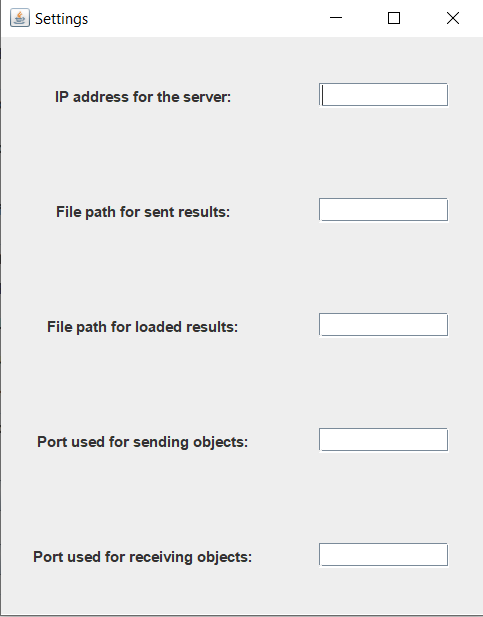 Settings
IP address for the server:
File path for sent results:
File path for loaded results:
Port used for sending objects:
Port used for receiving objects: